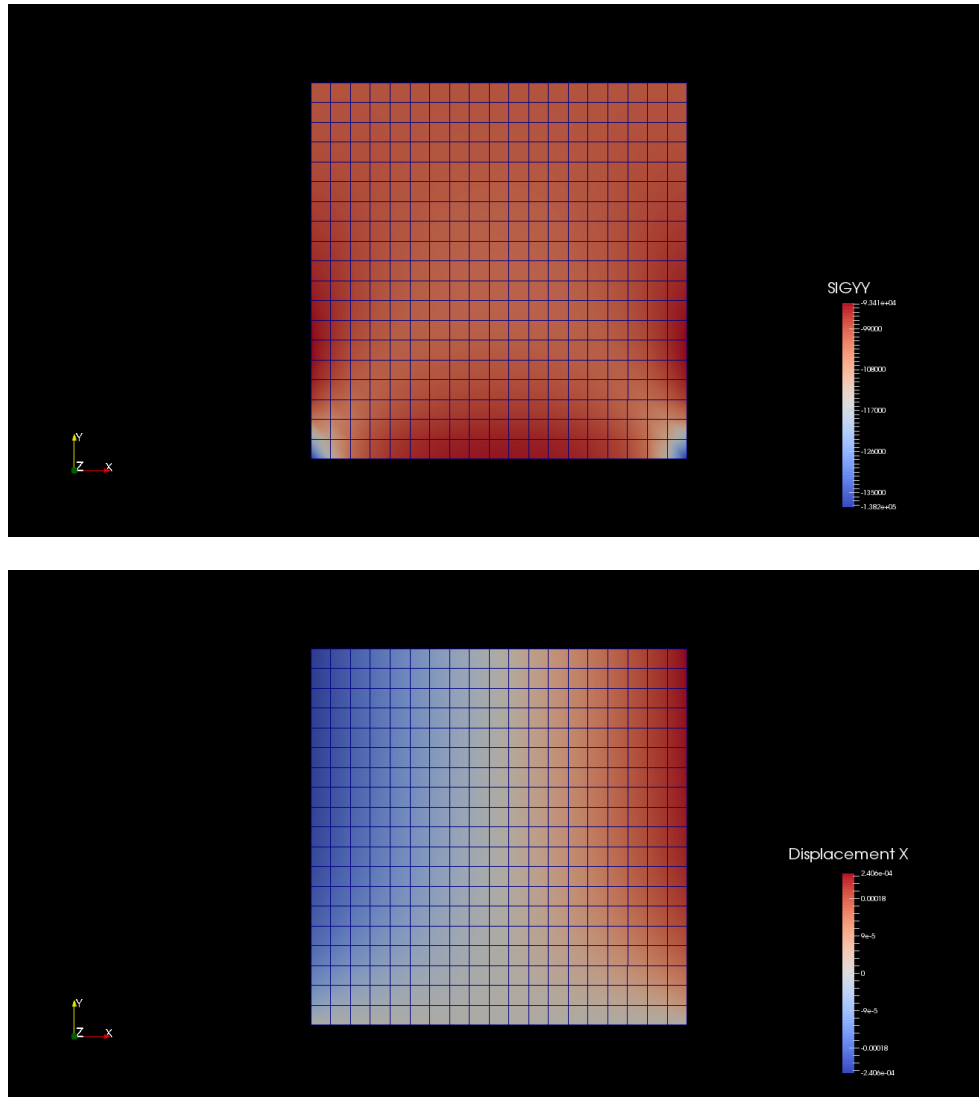 SIGYY
-9.341e+04
-99000
-108000
-117000
-126000
-135000
-1.382e+05
Y
Z X
Displacement X
2.406e-04
0.00018
9e-5
0
-9e-5
-0.00018
-2.406e-04
Y
Z X